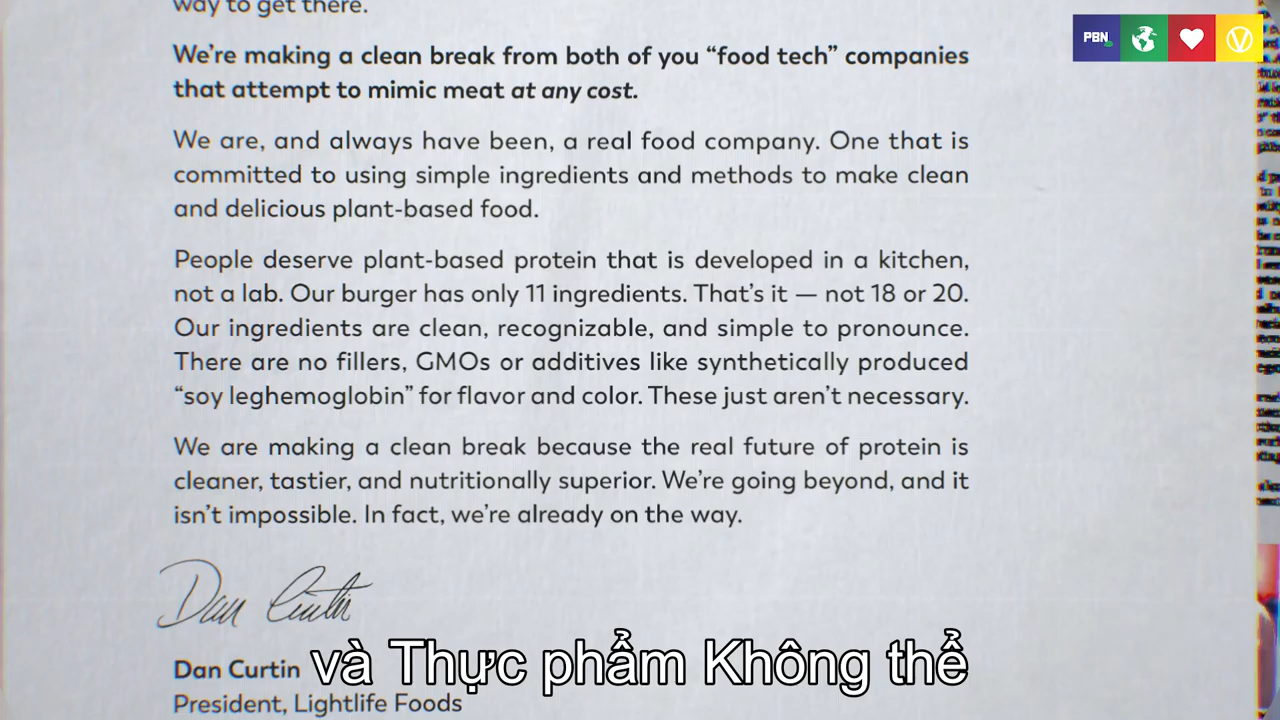 way to get there.
PBN
We're making a clean break from both of you “food tech” companies
that attempt to mimic meat at any cost.
We are, and always have been, a real food company. One that is
committed to using simple ingredients and methods to make clean
and delicious plant-based food.
People deserve plant-based protein that is developed in a kitchen,
not a lab. Our burger has only 11 ingredients. That's it — not 18 or 20.
Our ingredients are clean, recognizable, and simple to pronounce.
There are no fillers, GMOs or additives like synthetically produced
“soy leghemoglobin” for flavor and color. These just aren't necessary.
We are making a clean break because the real future of protein is
cleaner, tastier, and nutritionally superior. We're going beyond, and it
isn't impossible. In fact, we're already on the way.
Dan Curtin
Dan Curtin
và Thực phẩm Không thể
President, Lightlife Foods